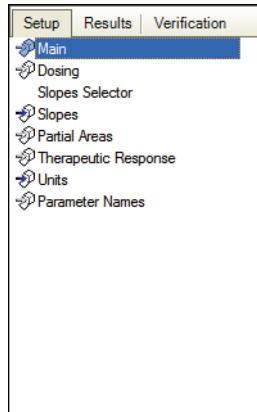 Setup Results Verification
Main
Dosing
Slopes Selector
Slopes
Partial Areas
Therapeutic Response
Units
Parameter Names